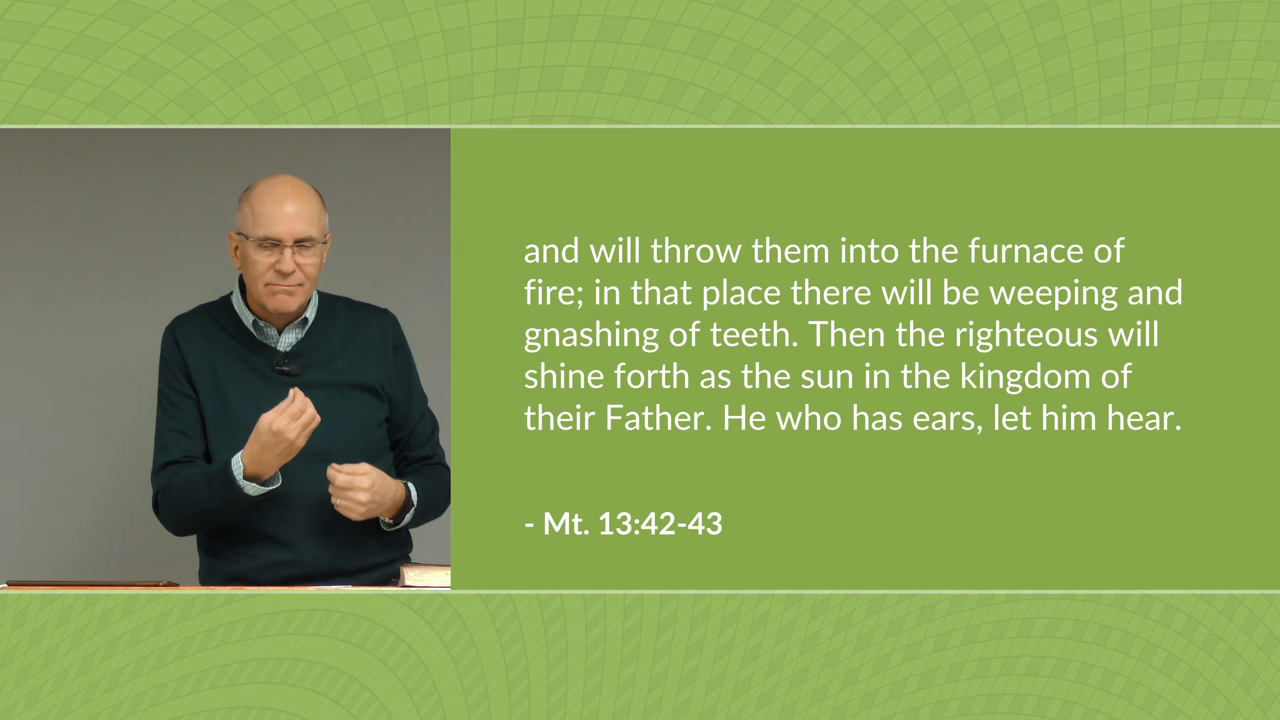 and will throw them into the furnace of
fire; in that place there will be weeping and
gnashing of teeth. Then the righteous will
shine forth as the sun in the kingdom of
their Father. He who has ears, let him hear.
- Mt. 13:42-43